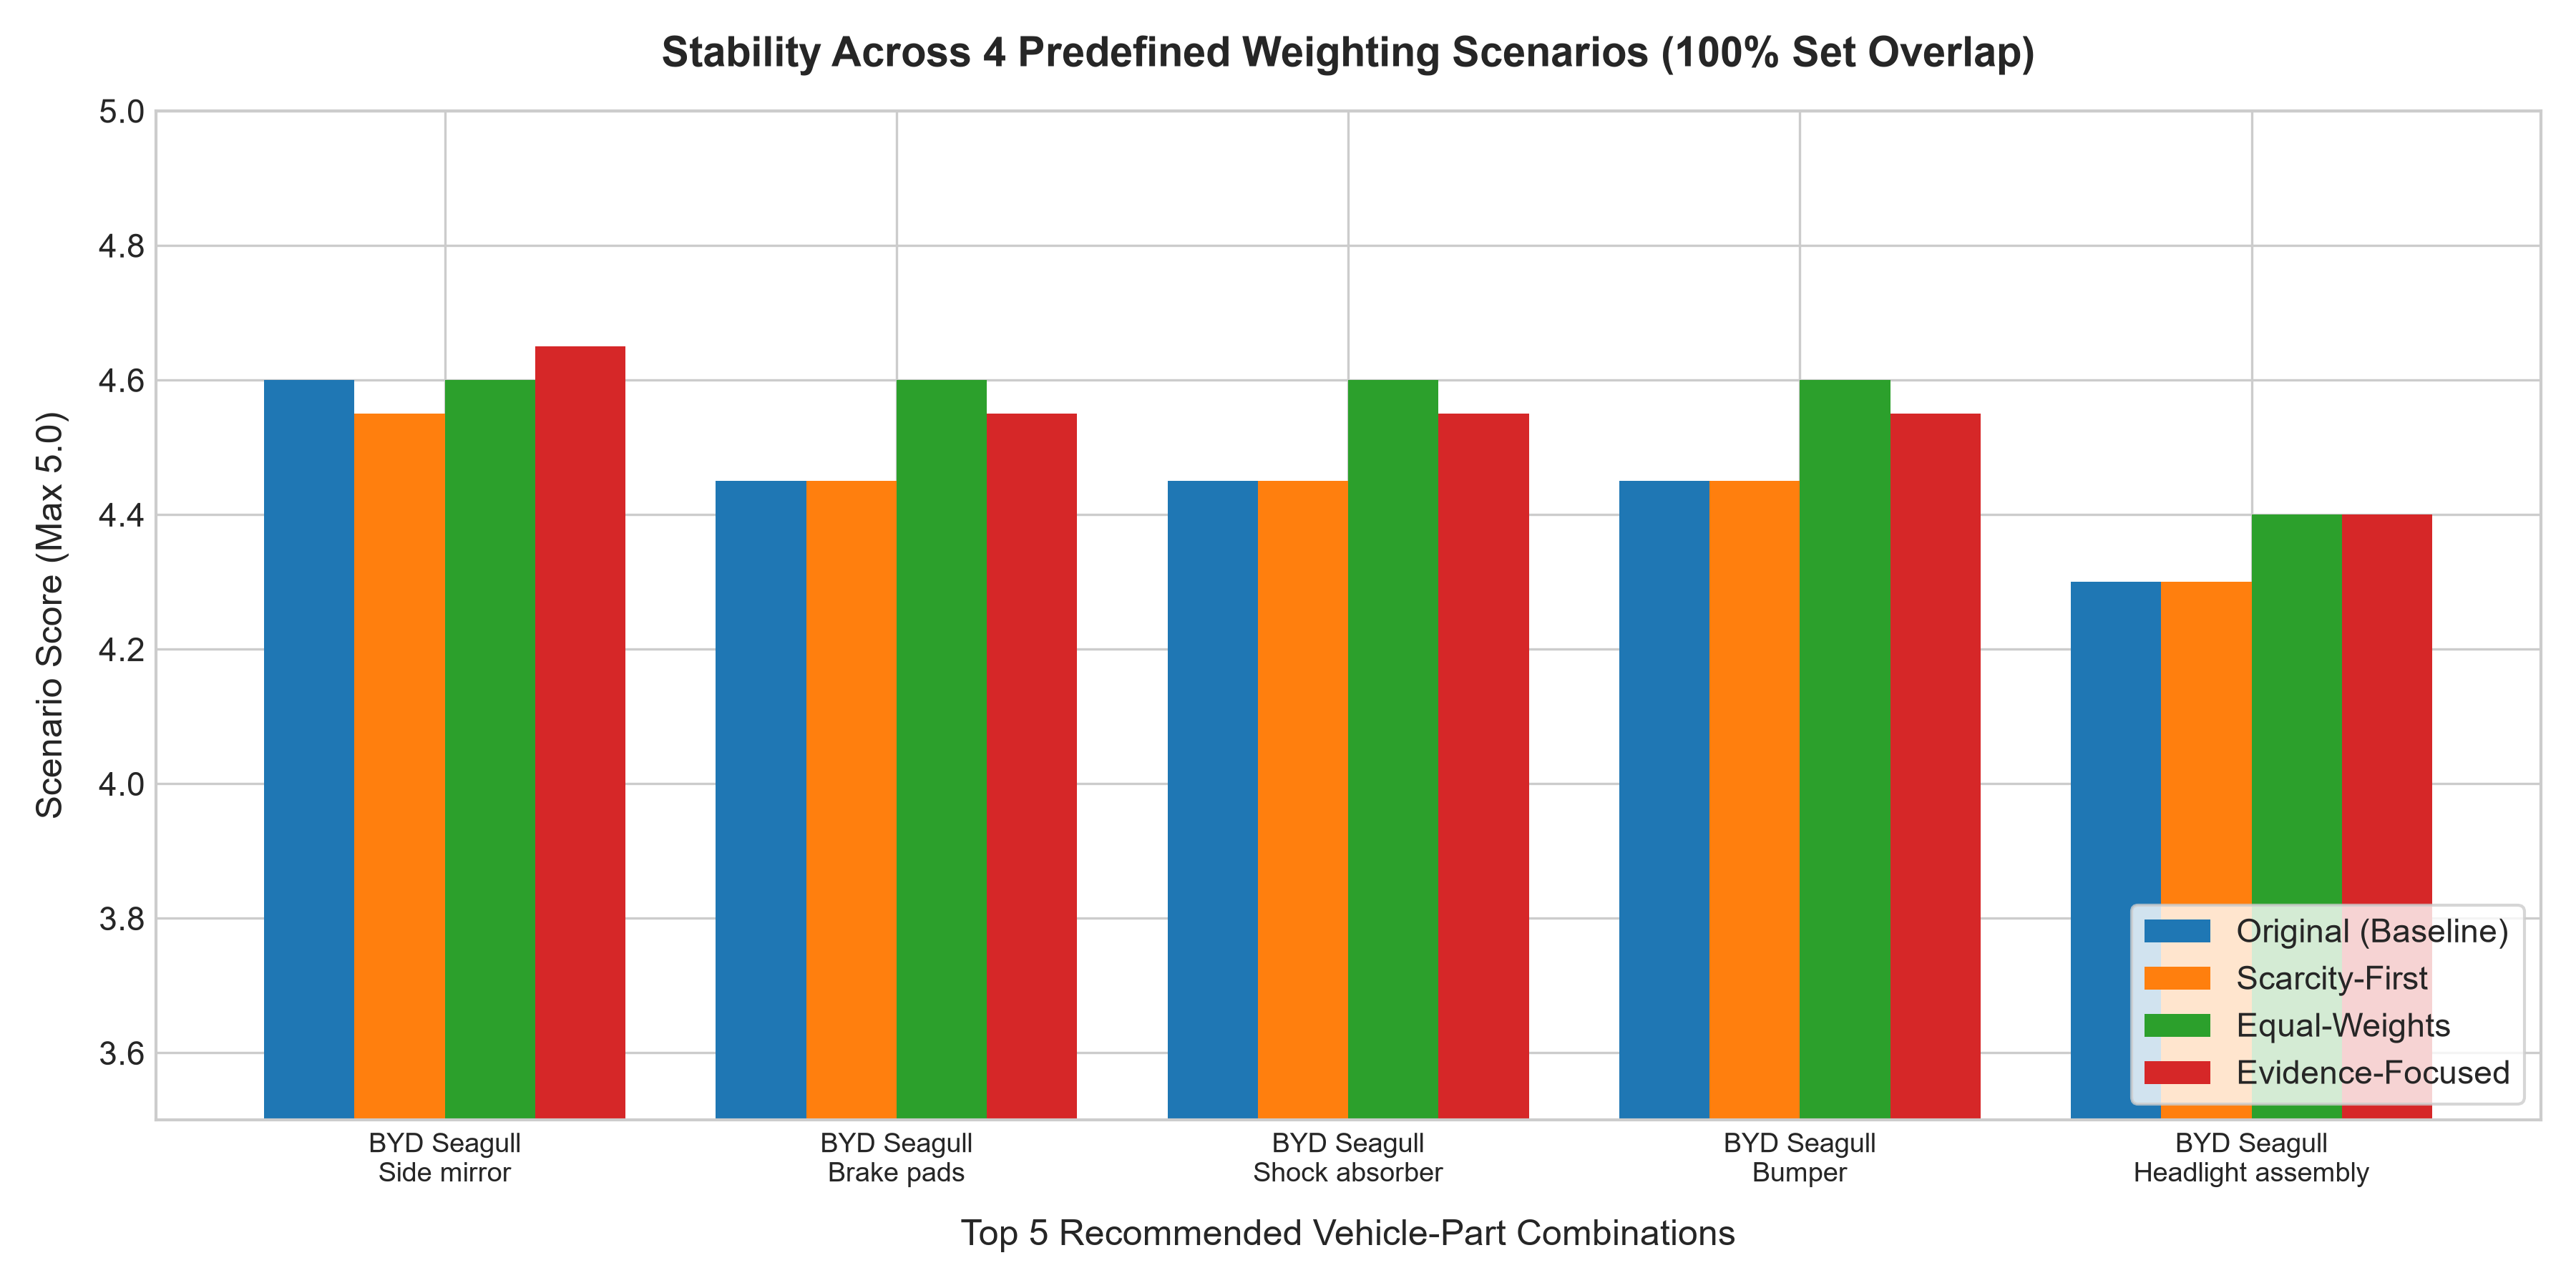 Stability Across 4 Predefined Weighting Scenarios (100% Set Overlap)
Scenario Score (Max 5.0)
5.0
4.8
4.6
4.4
4.2
4.0
3.8
3.6
Original (Baseline)
Scarcity-First
Equal-Weights
Evidence-Focused
BYD Seagull
Side mirror
BYD Seagull
Brake pads
BYD Seagull
Shock absorber
BYD Seagull
Bumper
BYD Seagull
Headlight assembly
Top 5 Recommended Vehicle-Part Combinations